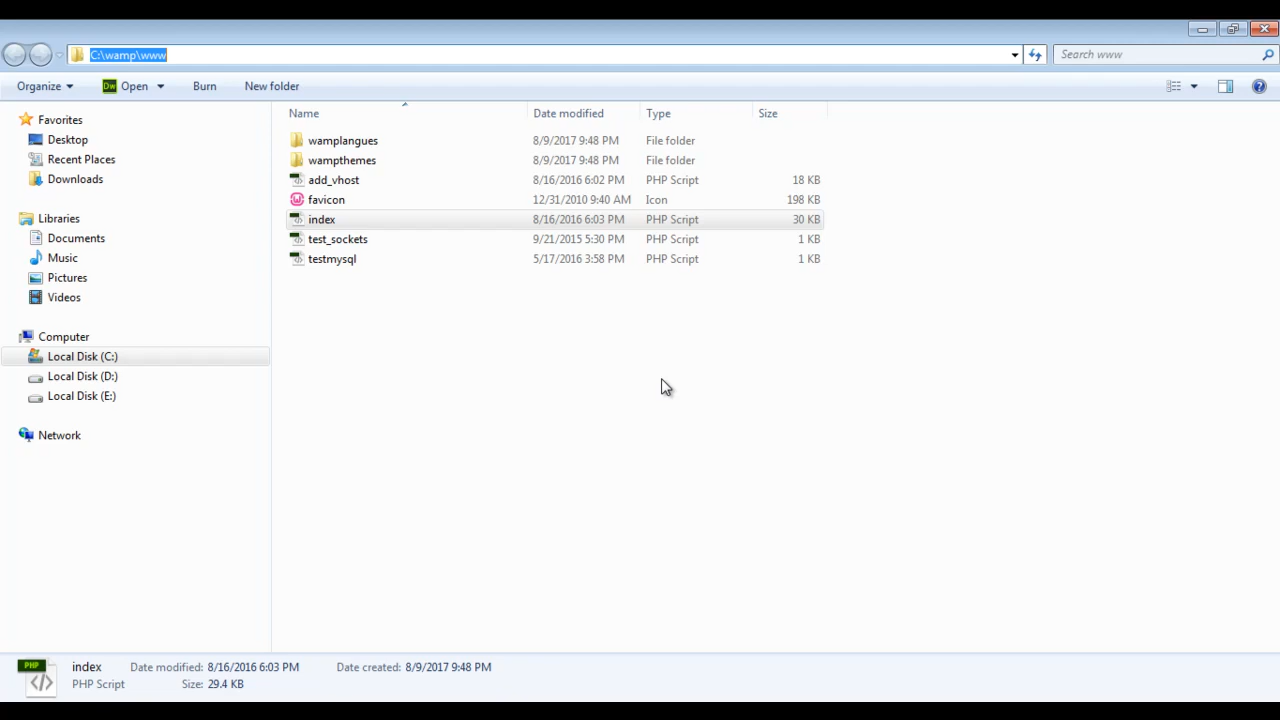 C:\wamp\www
Search www
Organize
Dw Open
Burn
New folder
Name Date modified Type Size
Favorites
Desktop
Recent Places
Downloads
Libraries
Documents
Music
Pictures
Videos
Computer
Local Disk (C:)
Local Disk (D:)
Local Disk (E:)
Network
wamplangues 8/9/2017 9:48 PM File folder
wampthemes 8/9/2017 9:48 PM File folder
add_vhost 8/16/2016 6:02 PM PHP Script 18 KB
favicon 12/31/2010 9:40 AM Icon 198 KB
index 8/16/2016 6:03 PM PHP Script 30 KB
test_sockets 9/21/2015 5:30 PM PHP Script 1 KB
testmysql 5/17/2016 3:58 PM PHP Script 1 KB
PHP
index Date modified: 8/16/2016 6:03 PM Date created: 8/9/2017 9:48 PM
PHP Script Size: 29.4 KB